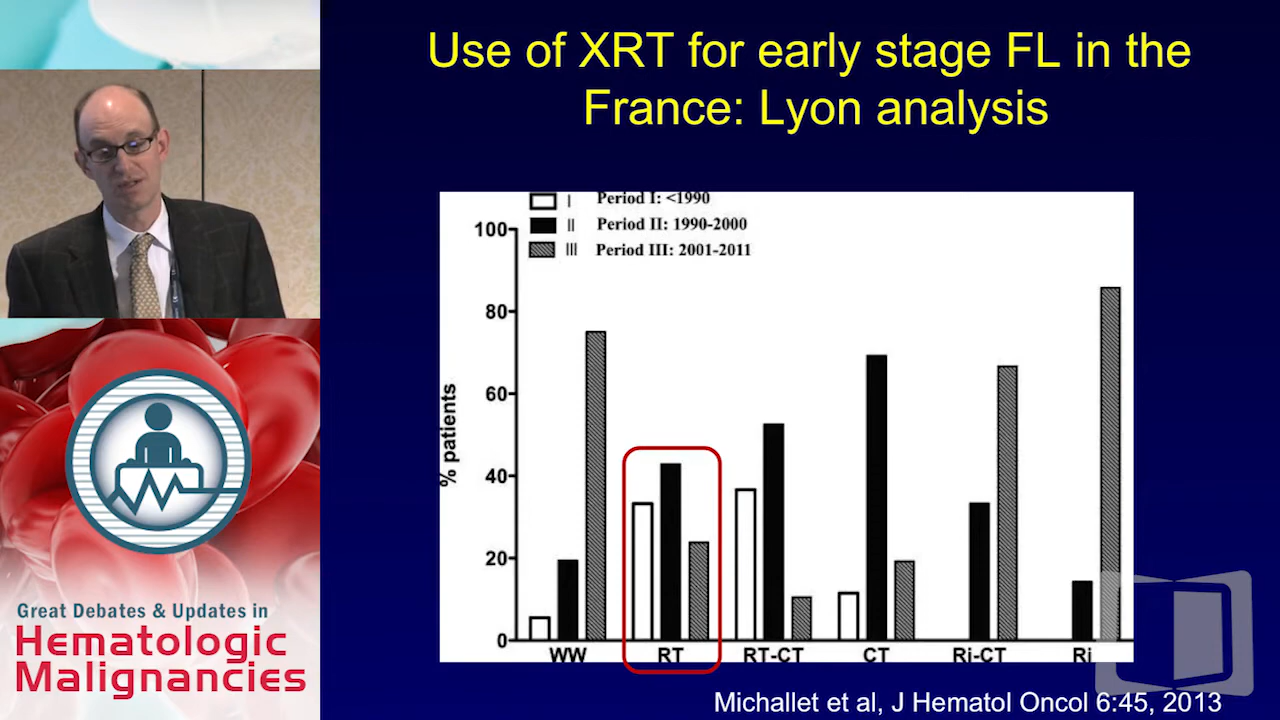 Use of XRT for early stage FL in the
France: Lyon analysis
I Period I: <1990
II Period II: 1990-2000
III Period III: 2001-2011
% patients
100
80
60
40
20
0
WW RT RT-CT CT Ri-CT Ri
Michallet et al, J Hematol Oncol 6:45, 2013
Great Debates & Updates in
Hematologic
Malignancies